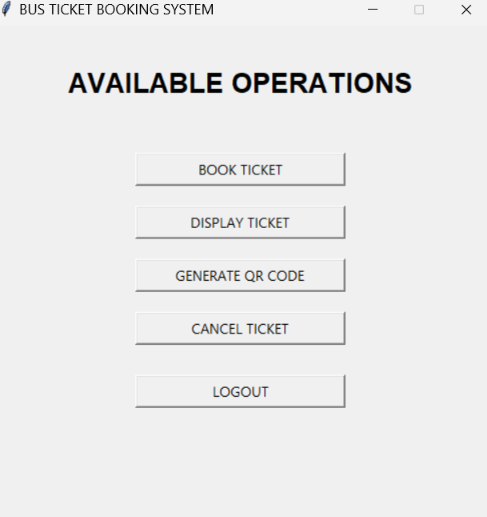 BUS TICKET BOOKING SYSTEM
AVAILABLE OPERATIONS
BOOK TICKET
DISPLAY TICKET
GENERATE QR CODE
CANCEL TICKET
LOGOUT